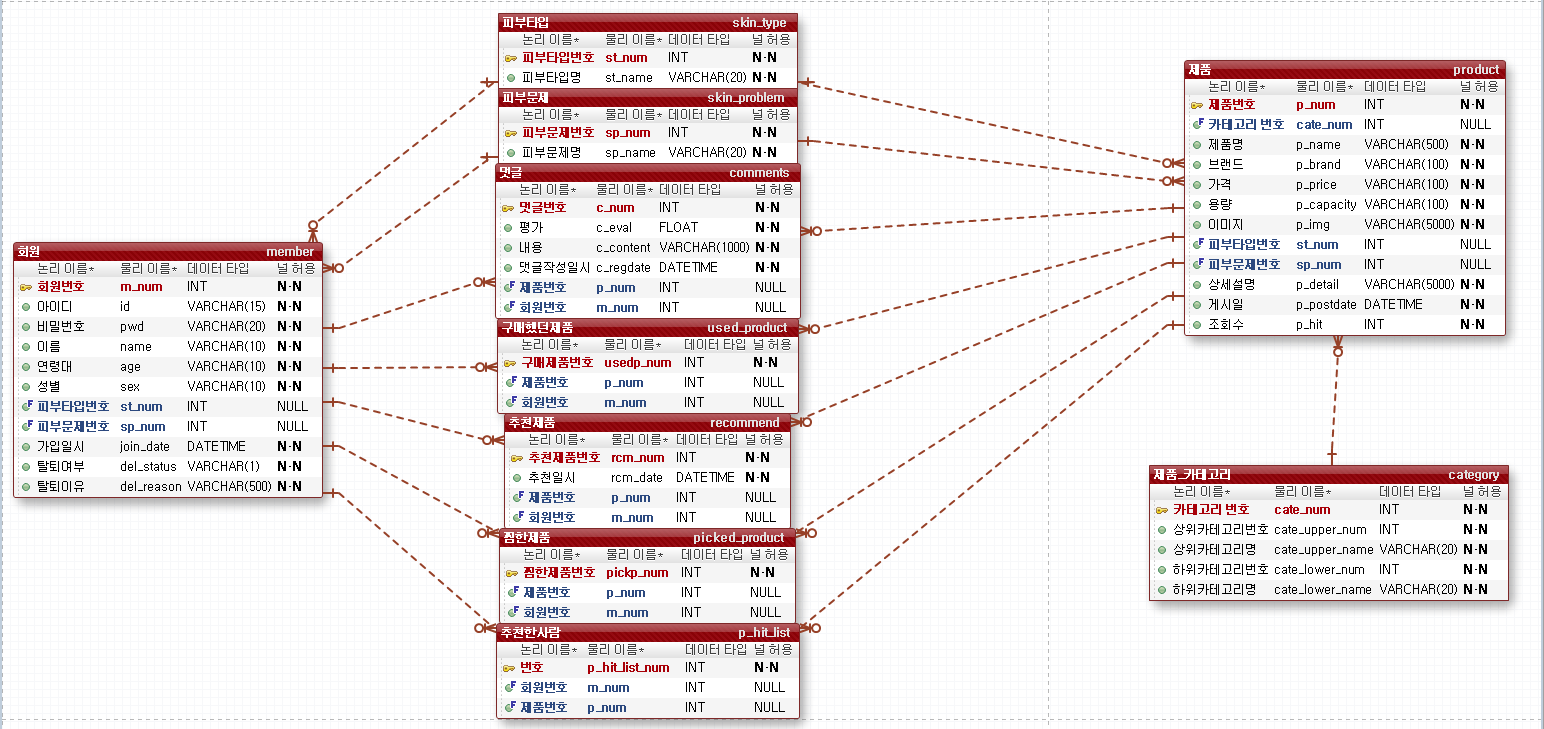 피부타입 skin_type
논리 이름* 물리 이름* 데이터 타입 널 허용
피부타입번호 st_num INT N-N
피부타입명 st_name VARCHAR(20) N-N
피부문제 skin_problem
논리 이름* 물리 이름* 데이터 타입 널 허용
피부문제번호 sp_num INT N-N
피부문제명 sp_name VARCHAR(20) N-N
댓글 comments
논리 이름* 물리 이름* 데이터 타입 널 허용
댓글번호 c_num INT N-N
평가 c_eval FLOAT N-N
내용 c_content VARCHAR(1000) N-N
댓글작성일시 c_regdate DATETIME N-N
제품번호 p_num INT NULL
회원번호 m_num INT NULL
구매했던제품 used_product
논리 이름* 물리 이름* 데이터 타입 널 허용
구매제품번호 usedp_num INT N-N
제품번호 p_num INT NULL
회원번호 m_num INT NULL
추천제품 recommend
논리 이름* 물리 이름* 데이터 타입 널 허용
추천제품번호 rcm_num INT N-N
추천일시 rcm_date DATETIME N-N
제품번호 p_num INT NULL
회원번호 m_num INT NULL
찜한제품 picked_product
논리 이름* 물리 이름* 데이터 타입 널 허용
찜한제품번호 pickp_num INT N-N
제품번호 p_num INT NULL
회원번호 m_num INT NULL
추천한사람 p_hit_list
논리 이름* 물리 이름* 데이터 타입 널 허용
번호 p_hit_list_num INT N-N
회원번호 m_num INT NULL
제품번호 p_num INT NULL
회원 member
논리 이름* 물리 이름* 데이터 타입 널 허용
회원번호 m_num INT N-N
아이디 id VARCHAR(15) N-N
비밀번호 pwd VARCHAR(20) N-N
이름 name VARCHAR(10) N-N
연령대 age VARCHAR(10) N-N
성별 sex VARCHAR(10) N-N
피부타입번호 st_num INT NULL
피부문제번호 sp_num INT NULL
가입일시 join_date DATETIME N-N
탈퇴여부 del_status VARCHAR(1) N-N
탈퇴이유 del_reason VARCHAR(500) N-N
제품 product
논리 이름* 물리 이름* 데이터 타입 널 허용
제품번호 p_num INT N-N
카테고리 번호 cate_num INT NULL
제품명 p_name VARCHAR(500) N-N
브랜드 p_brand VARCHAR(100) N-N
가격 p_price VARCHAR(100) N-N
용량 p_capacity VARCHAR(100) N-N
이미지 p_img VARCHAR(5000) N-N
피부타입번호 st_num INT NULL
피부문제번호 sp_num INT NULL
상세설명 p_detail VARCHAR(5000) N-N
게시일 p_postdate DATETIME N-N
조회수 p_hit INT N-N
제품_카테고리 category
논리 이름* 물리 이름* 데이터 타입 널 허용
카테고리 번호 cate_num INT N-N
상위카테고리번호 cate_upper_num INT N-N
상위카테고리명 cate_upper_name VARCHAR(20) N-N
하위카테고리번호 cate_lower_num INT N-N
하위카테고리명 cate_lower_name VARCHAR(20) N-N